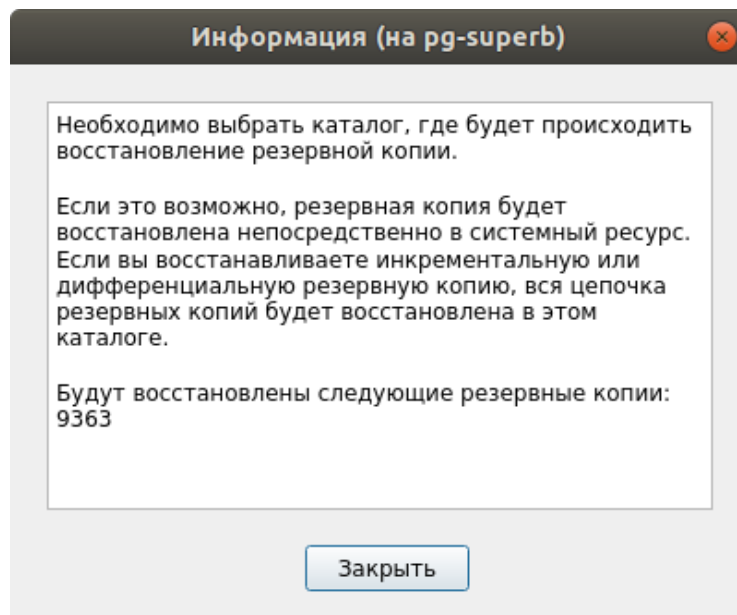 Информация (на pg-superb)
Необходимо выбрать каталог, где будет происходить
восстановление резервной копии.
Если это возможно, резервная копия будет
восстановлена непосредственно в системный ресурс.
Если вы восстанавливаете инкрементальную или
дифференциальную резервную копию, вся цепочка
резервных копий будет восстановлена в этом
каталоге.
Будут восстановлены следующие резервные копии:
9363
Закрыть